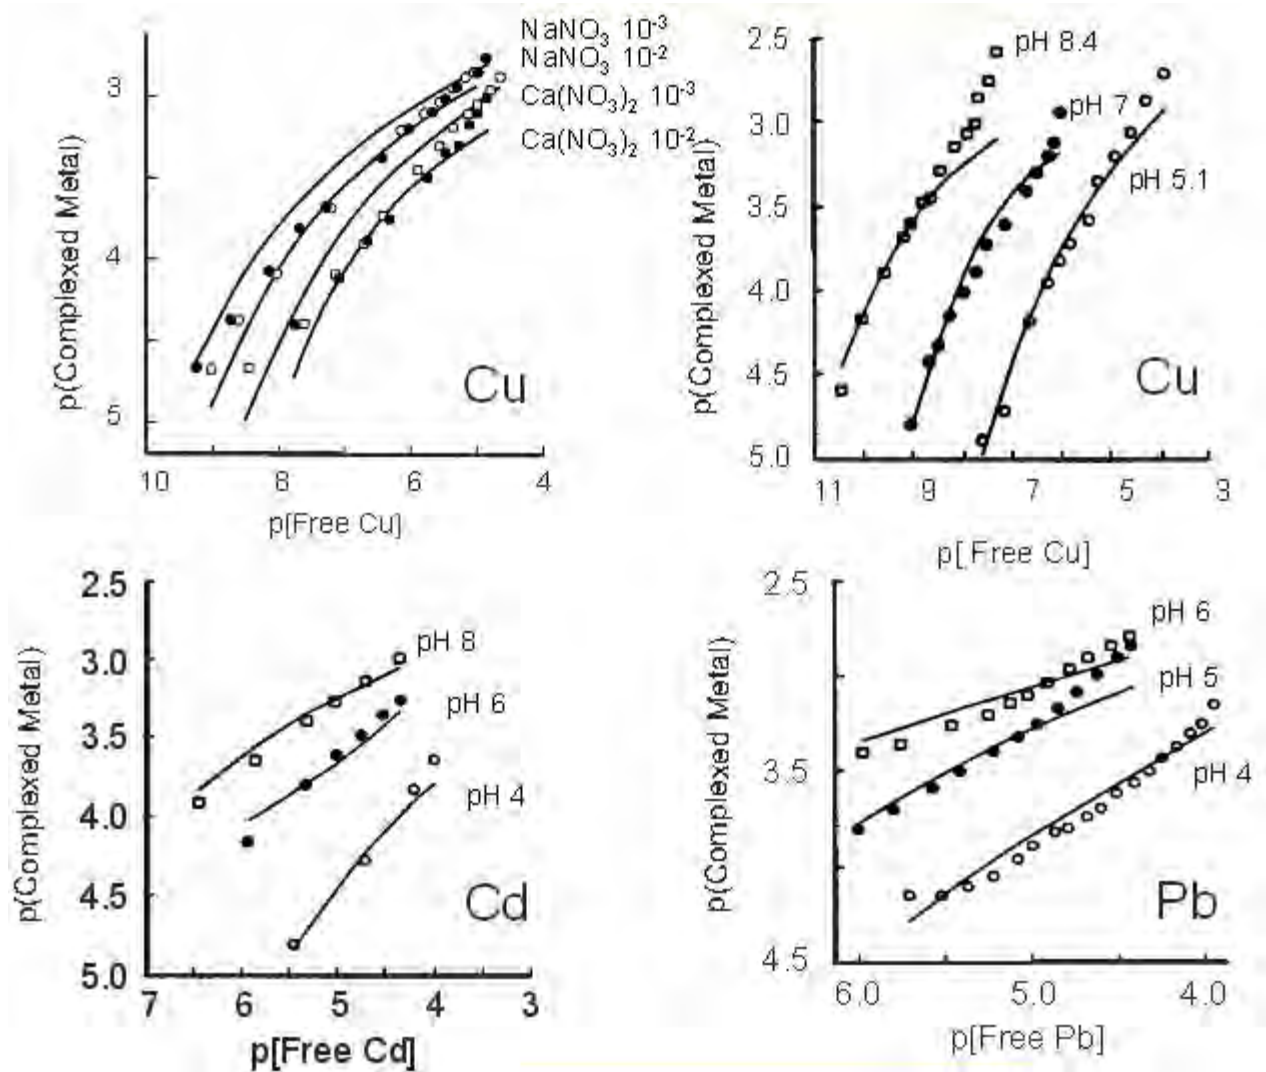 NaNO3 10-3
NaNO3 10-2
Ca(NO3)2 10-3
Ca(NO3)2 10-2
3
4
5
p(Complexed Metal)
Cu
10 8 6 4
p[Free Cu]
2.5
3.0
3.5
4.0
4.5
5.0
p(Complexed Metal)
pH 8.4
pH 7
pH 5.1
Cu
11 9 7 5 3
p[ Free Cu]
2.5
3.0
3.5
4.0
4.5
5.0
p(Complexed Metal)
pH 8
pH 6
pH 4
Cd
7 6 5 4 3
p[Free Cd]
2.5
3.5
4.5
p(Complexed Metal)
pH 6
pH 5
pH 4
Pb
6.0 5.0 4.0
p[Free Pb]